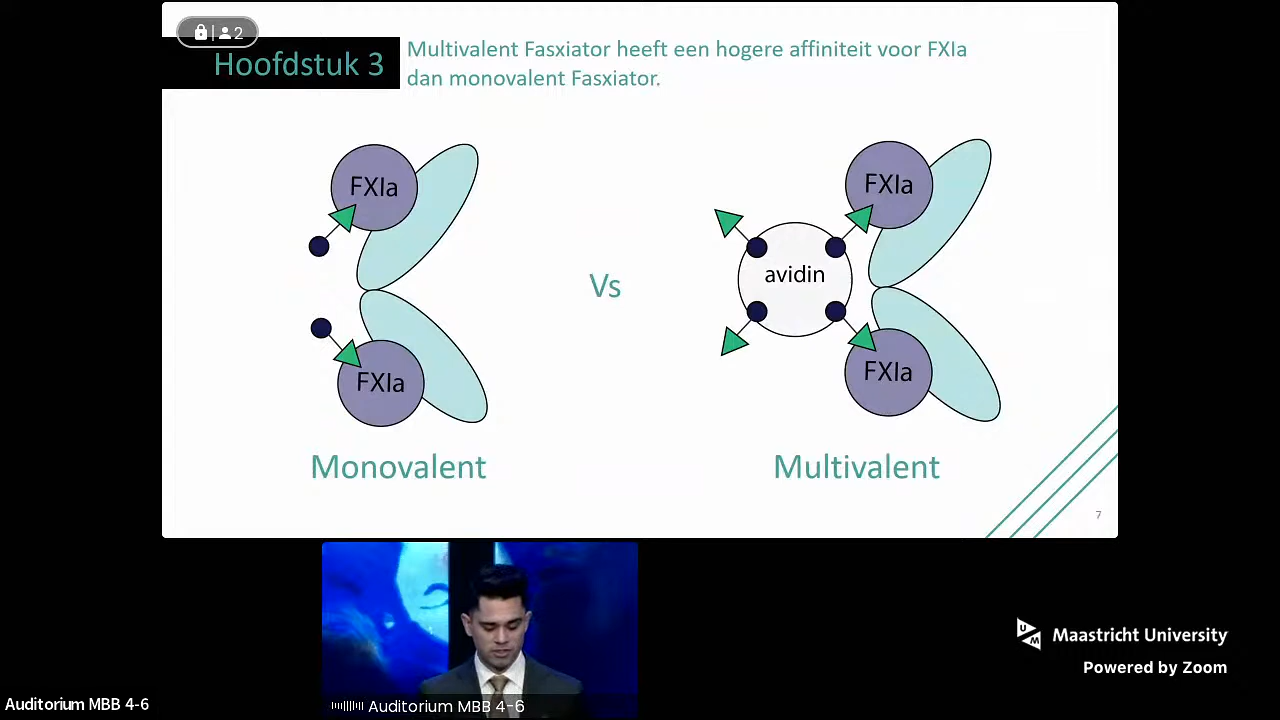 2
Hoofdstuk 3
Multivalent Fasxiator heeft een hogere affiniteit voor FXIa
dan monovalent Fasxiator.
FXIa
FXIa
Monovalent
Vs
FXIa
avidin
FXIa
Multivalent
7
Auditorium MBB 4-6
Auditorium MBB 4-6
UM
Maastricht University
Powered by Zoom